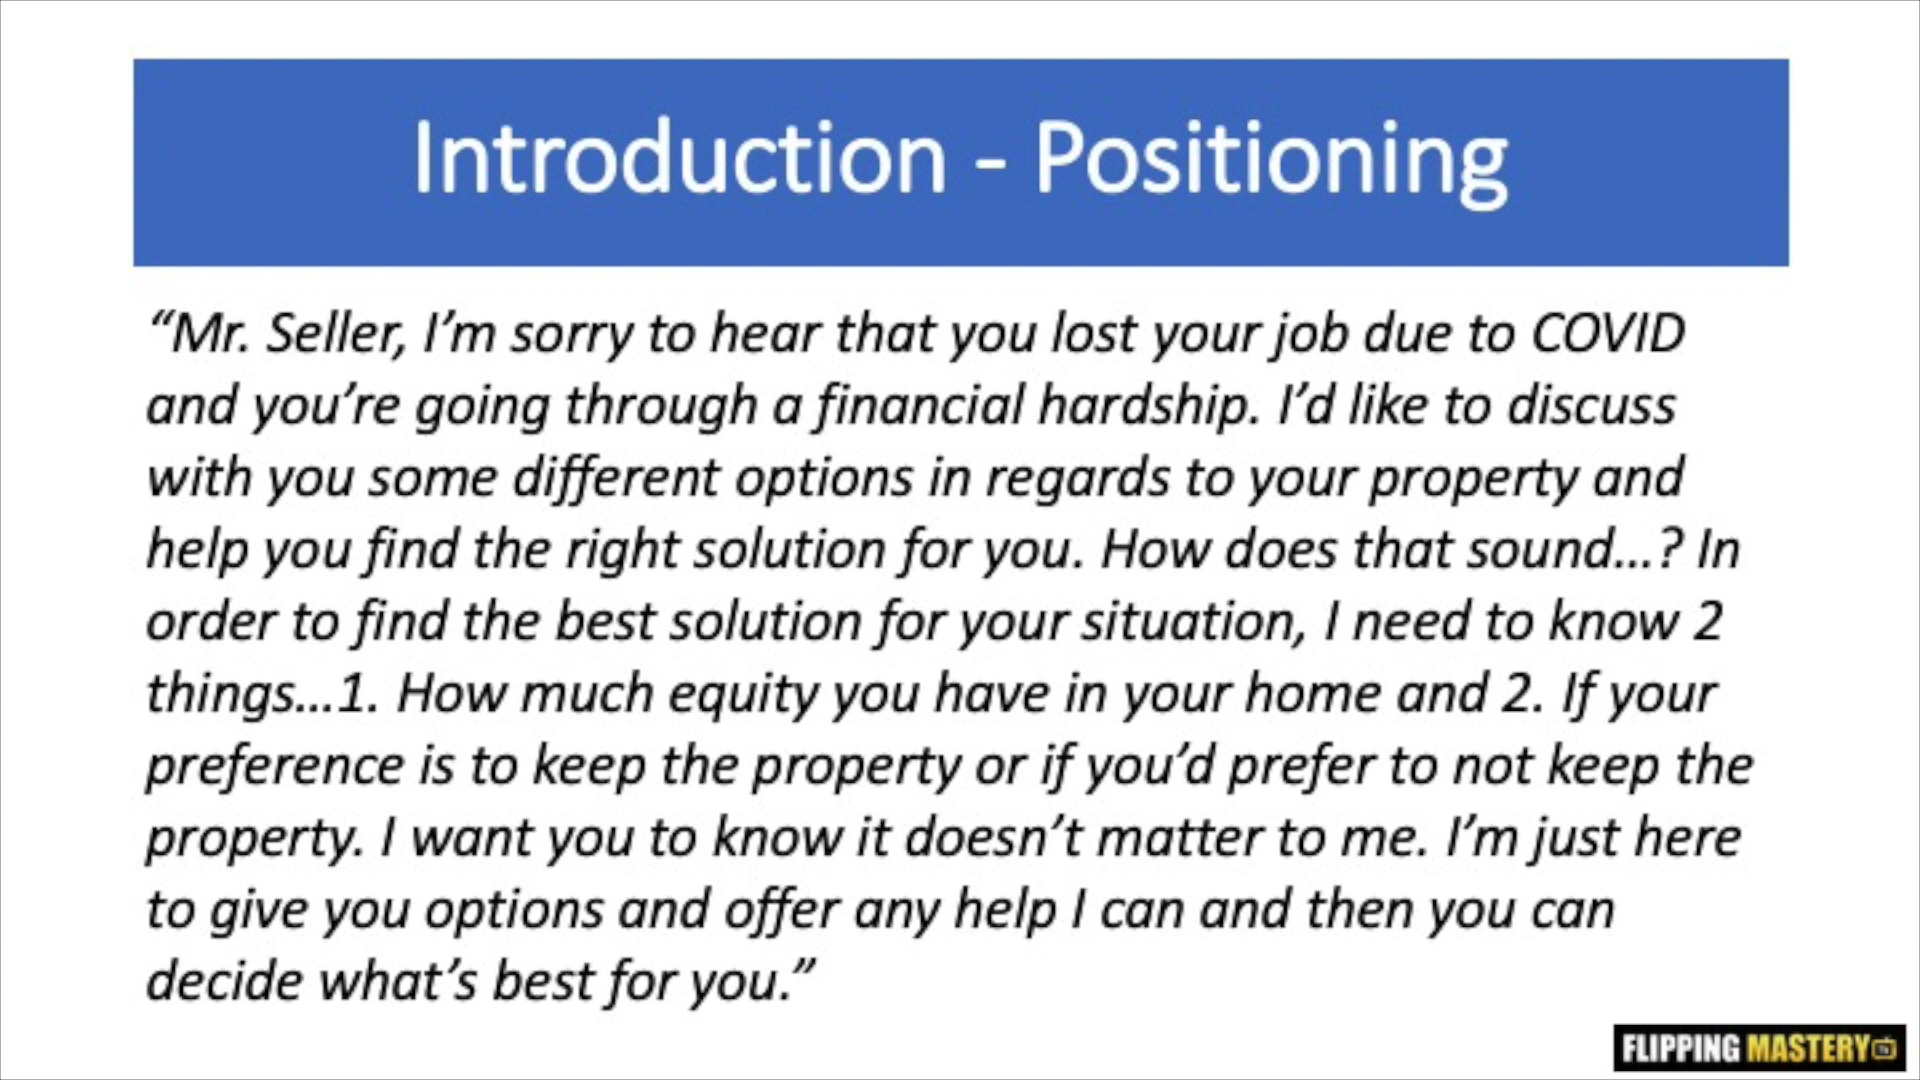 Introduction - Positioning
“Mr. Seller, I’m sorry to hear that you lost your job due to COVID
and you’re going through a financial hardship. I’d like to discuss
with you some different options in regards to your property and
help you find the right solution for you. How does that sound...? In
order to find the best solution for your situation, I need to know 2
things...1. How much equity you have in your home and 2. If your
preference is to keep the property or if you’d prefer to not keep the
property. I want you to know it doesn’t matter to me. I’m just here
to give you options and offer any help I can and then you can
decide what’s best for you.”
FLIPPING MASTERY